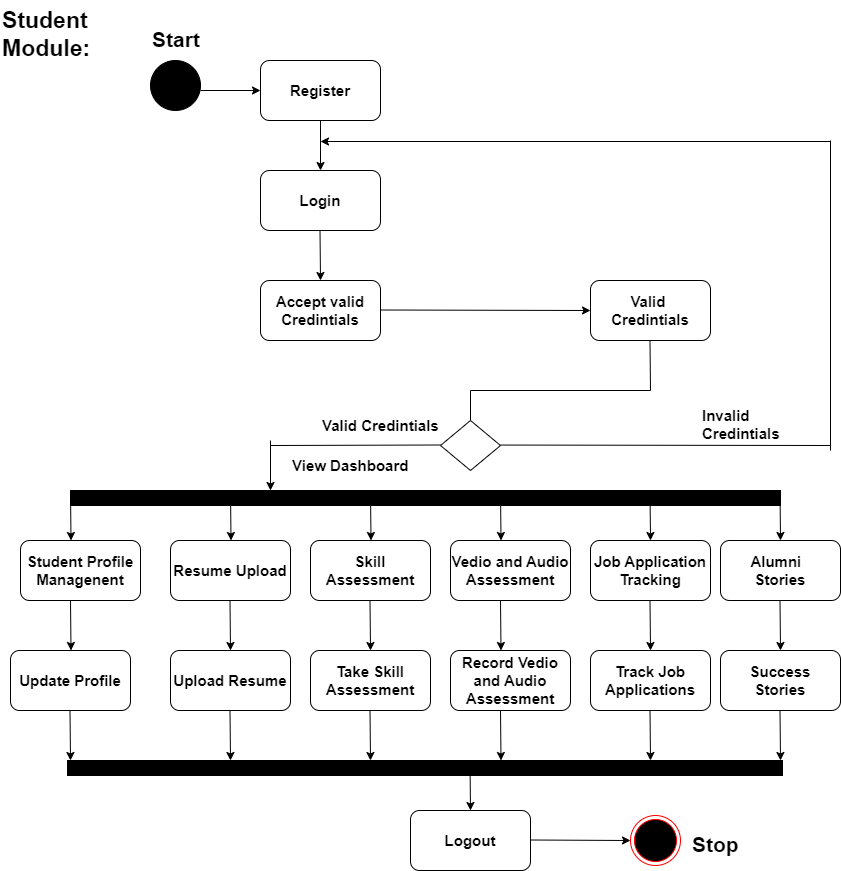 Student
Module:
Start
Register
Login
Accept valid
Credintials
Valid
Credintials
Valid Credintials
Invalid
Credintials
View Dashboard
Student Profile
Managenent
Resume Upload
Skill
Assessment
Vedio and Audio
Assessment
Job Application
Tracking
Alumni
Stories
Update Profile
Upload Resume
Take Skill
Assessment
Record Vedio
and Audio
Assessment
Track Job
Applications
Success
Stories
Logout
Stop